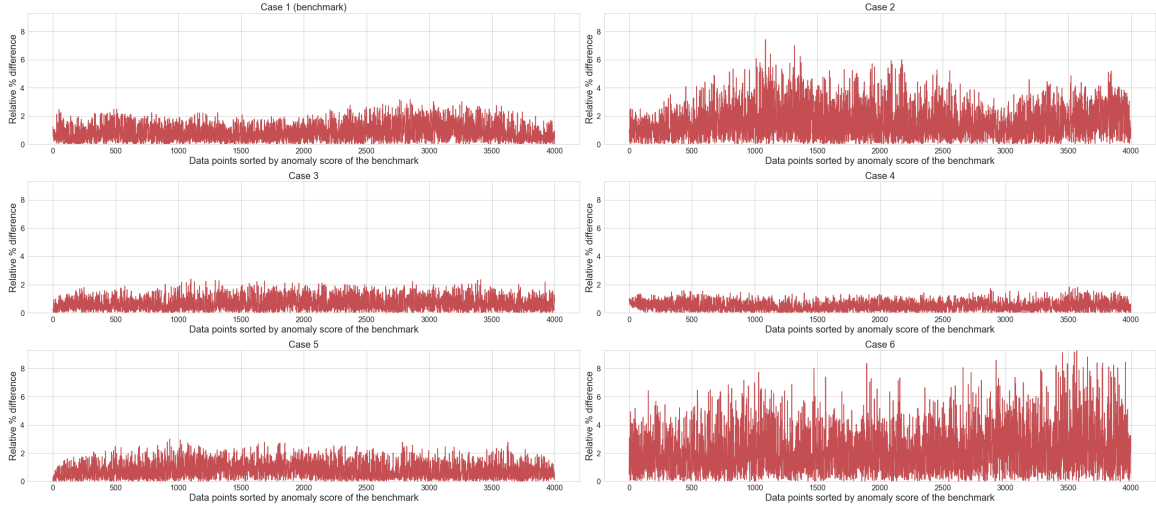 Case 1 (benchmark)
Relative % difference
8
6
4
2
0
0 500 1000 1500 2000 2500 3000 3500 4000
Data points sorted by anomaly score of the benchmark
Case 2
Relative % difference
8
6
4
2
0
0 500 1000 1500 2000 2500 3000 3500 4000
Data points sorted by anomaly score of the benchmark
Case 3
Relative % difference
8
6
4
2
0
0 500 1000 1500 2000 2500 3000 3500 4000
Data points sorted by anomaly score of the benchmark
Case 4
Relative % difference
8
6
4
2
0
0 500 1000 1500 2000 2500 3000 3500 4000
Data points sorted by anomaly score of the benchmark
Case 5
Relative % difference
8
6
4
2
0
0 500 1000 1500 2000 2500 3000 3500 4000
Data points sorted by anomaly score of the benchmark
Case 6
Relative % difference
8
6
4
2
0
0 500 1000 1500 2000 2500 3000 3500 4000
Data points sorted by anomaly score of the benchmark